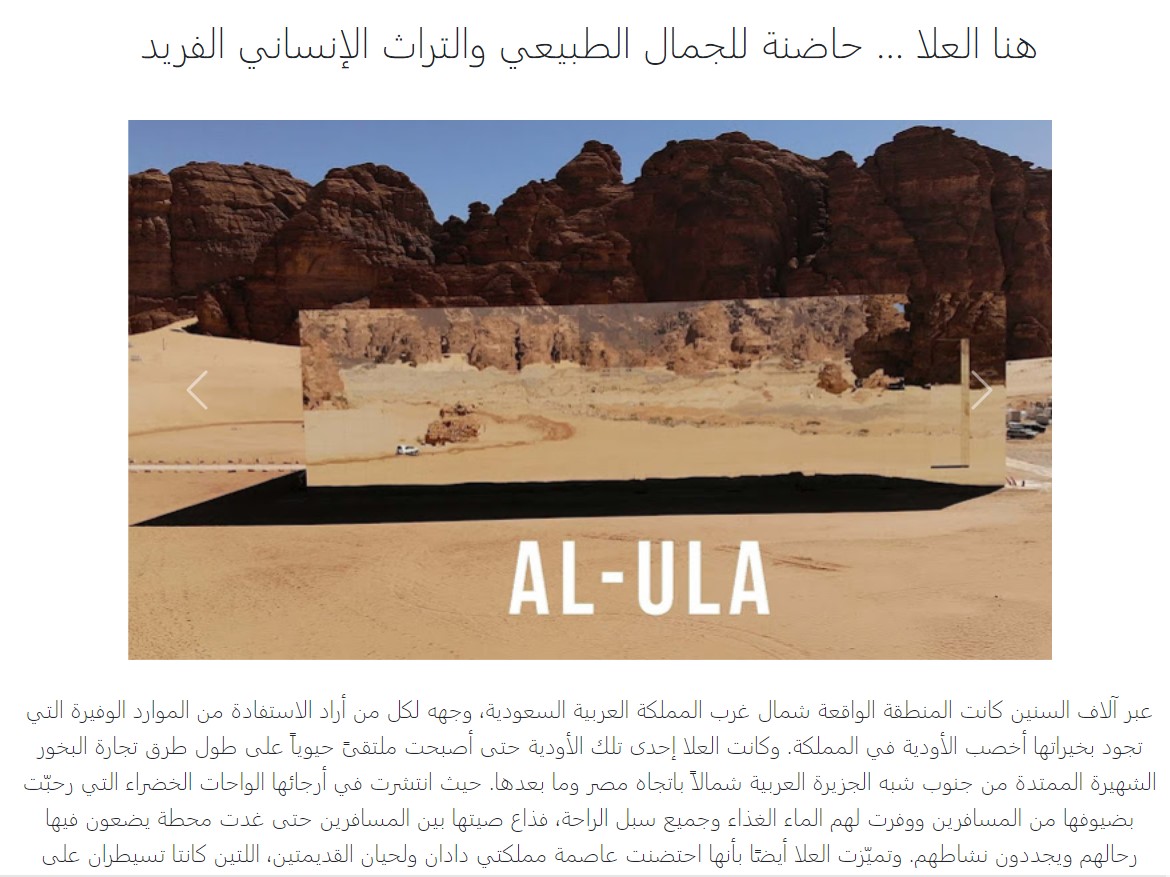 هنا العلا ... حاضنة للجمال الطبيعي والتراث الإنساني الفريد
AL-ULA
عبر آلاف السنين كانت المنطقة الواقعة شمال غرب المملكة العربية السعودية، وجهه لكل من أراد الاستفادة من الموارد الوفيرة التي
تجود بخيراتها أخصب الأودية في المملكة. وكانت العلا إحدى تلك الأودية حتى أصبحت ملتقىً حيوياً على طول طرق تجارة البخور
الشهيرة الممتدة من جنوب شبه الجزيرة العربية شمالاً باتجاه مصر وما بعدها. حيث انتشرت في أرجائها الواحات الخضراء التي رحبّت
بضيوفها من المسافرين ووفرت لهم الماء الغذاء وجميع سبل الراحة، فذاع صيتها بين المسافرين حتى غدت محطة يضعون فيها
رحالهم ويجددون نشاطهم. وتميّزت العلا أيضًا بأنها احتضنت عاصمة مملكتي دادان ولحيان القديمتين، اللتين كانتا تسيطران على